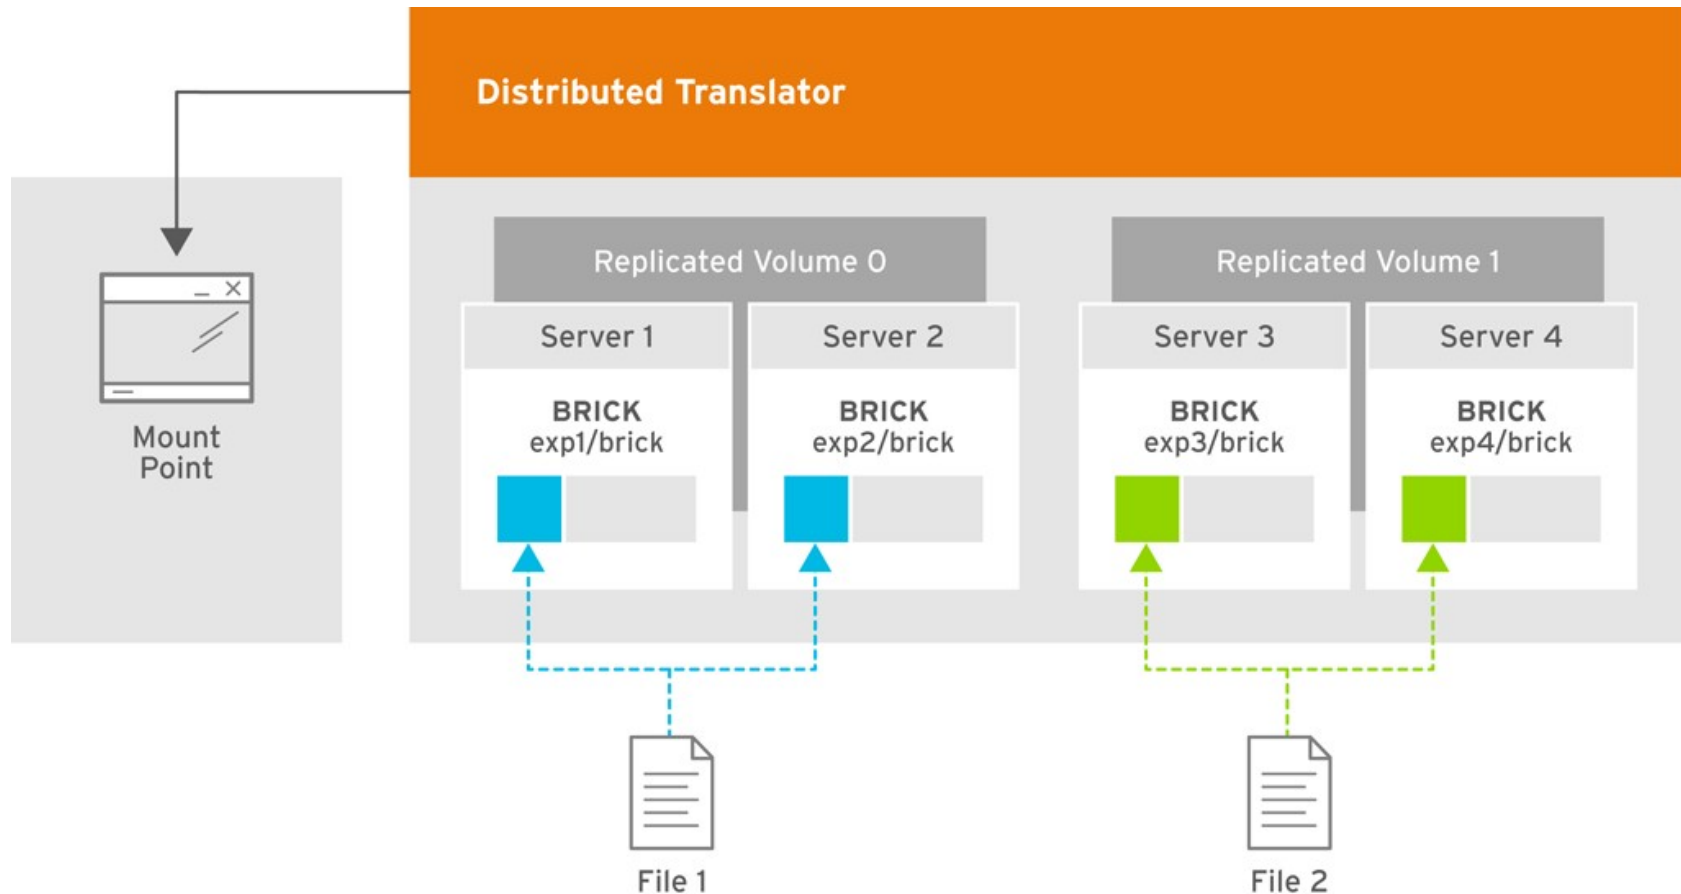 Distributed Translator
Replicated Volume 0
Replicated Volume 1
Server 1
Server 2
Server 3
Server 4
BRICK
exp1/brick
BRICK
exp2/brick
BRICK
exp3/brick
BRICK
exp4/brick
Mount
Point
File 1
File 2